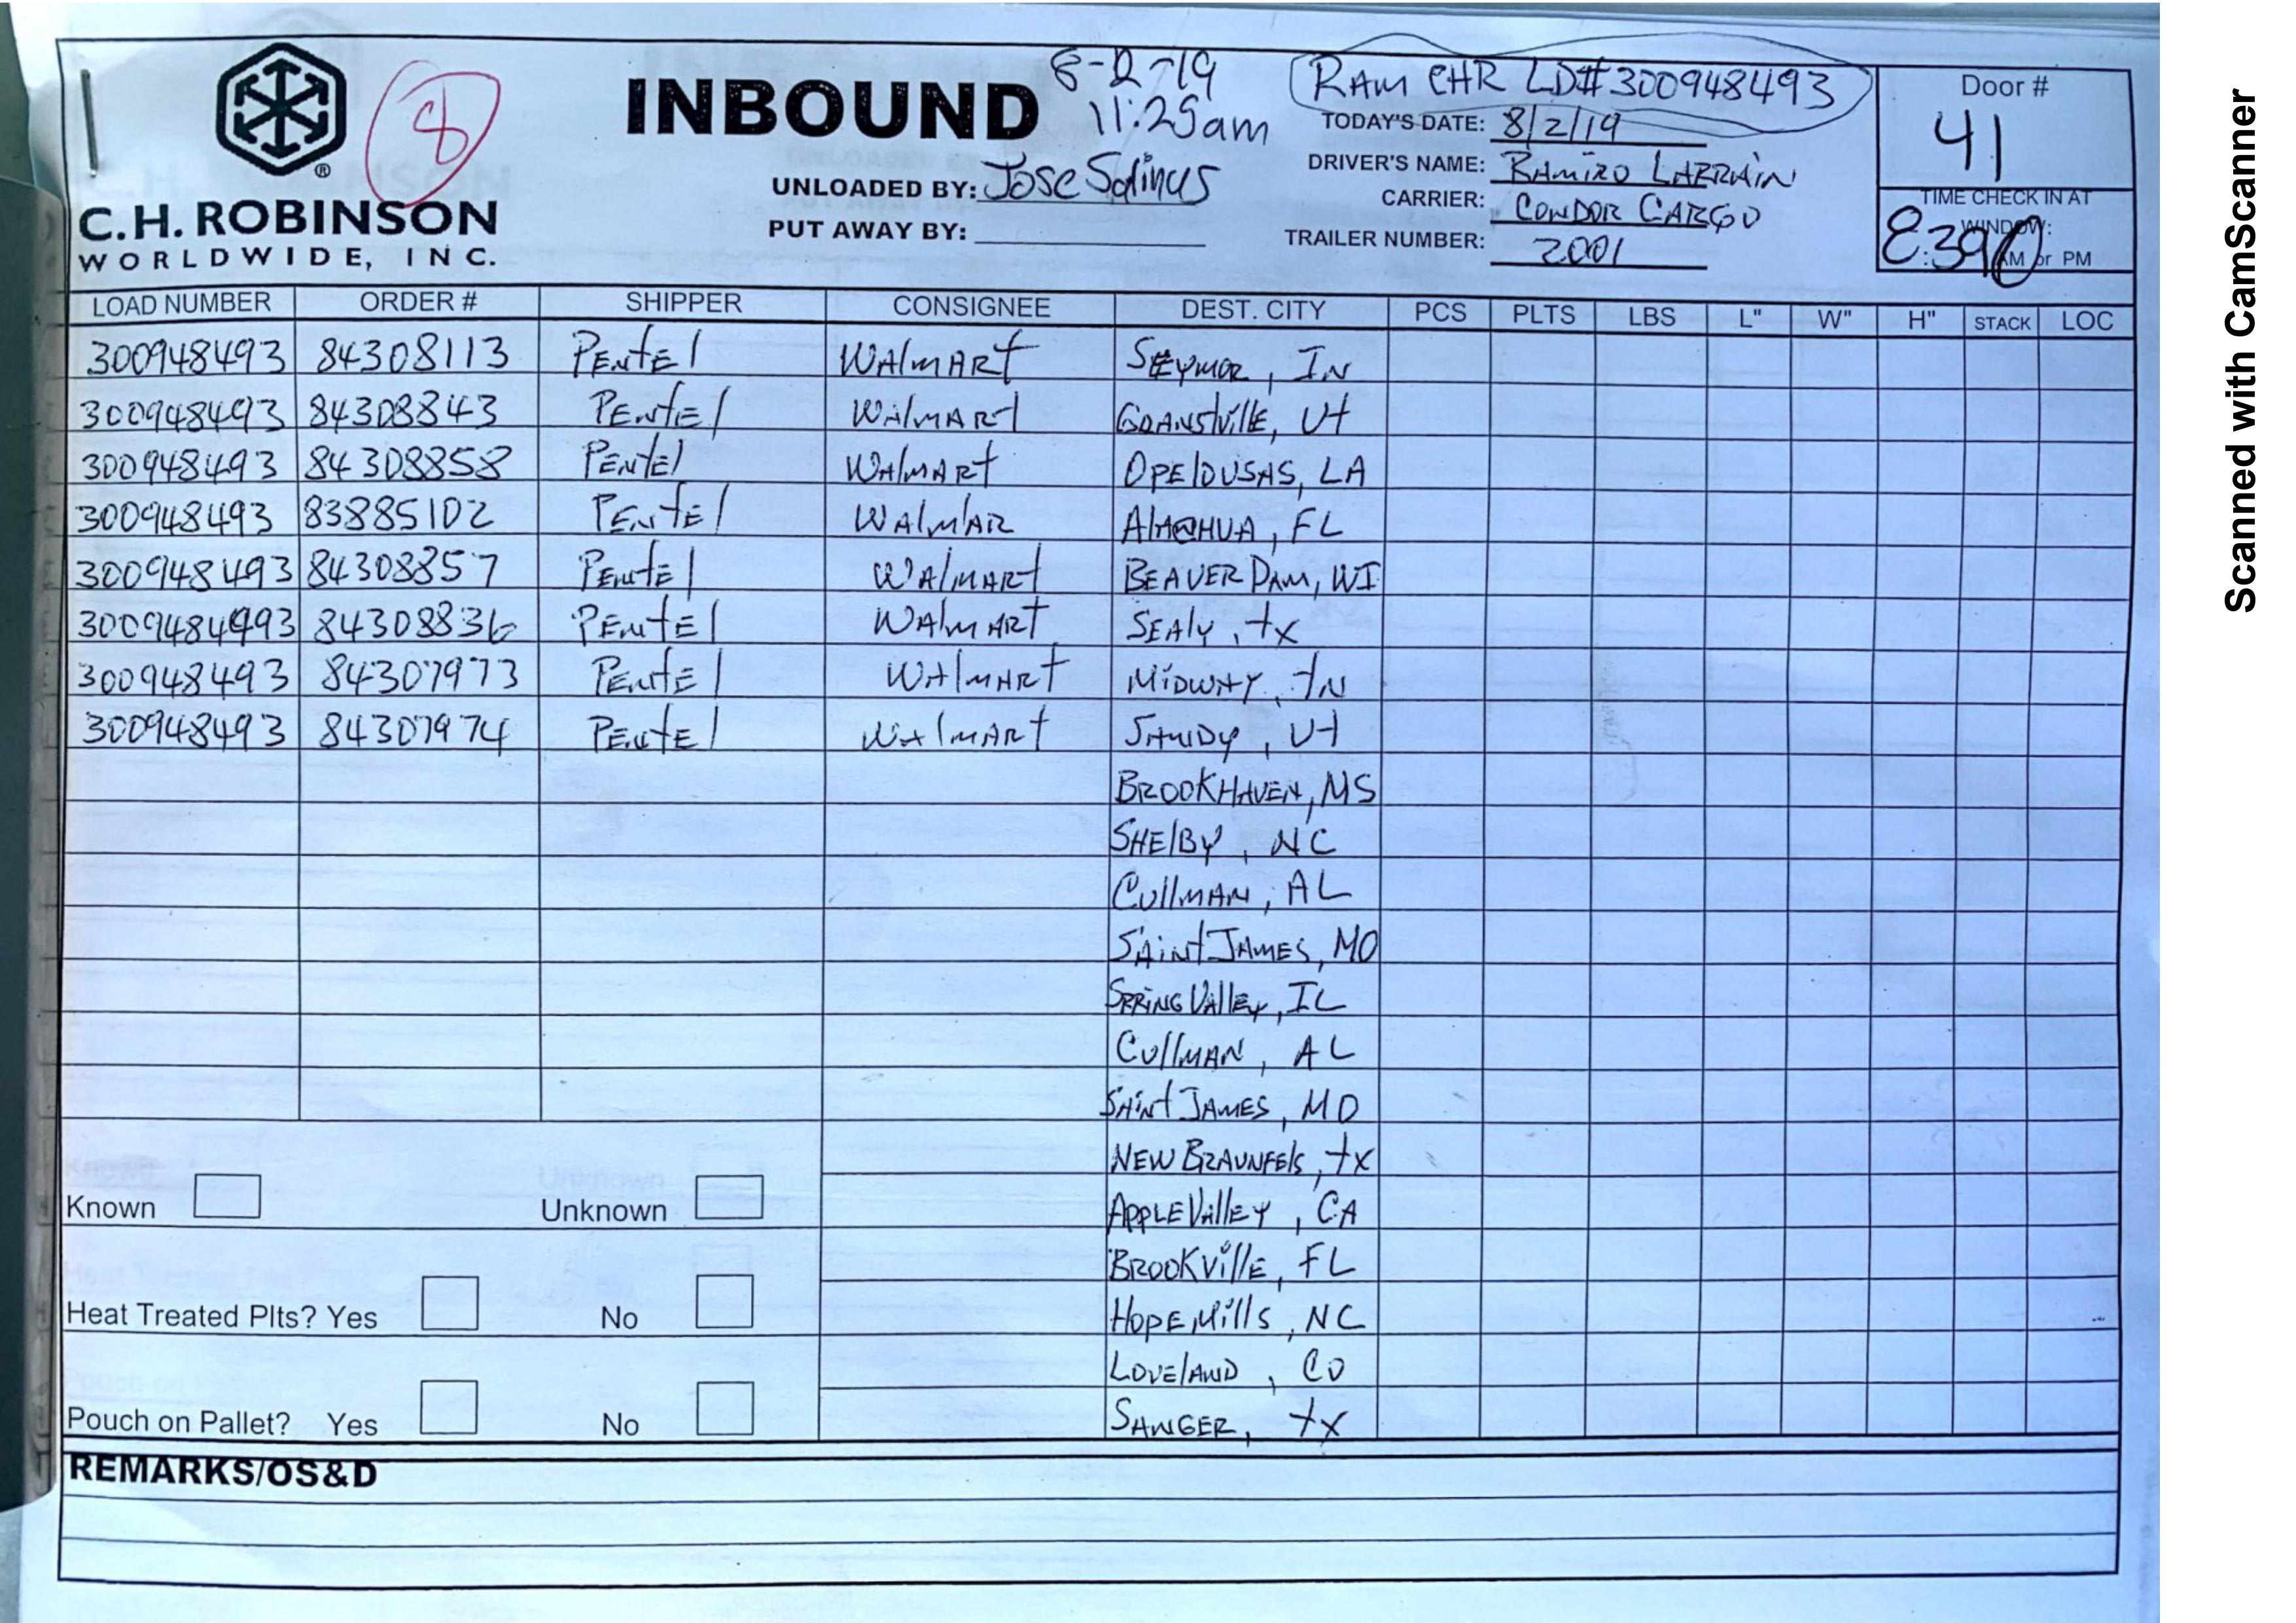 8-2-19
11:25am
RAM CHR LD#300948493
INBOUND
C.H. ROBINSON
WORLDWIDE, INC.
®
8
UNLOADED BY: Jose Salinas
PUT AWAY BY:
TODAY'S DATE: 8/2/19
DRIVER'S NAME: RAMIRO LARRAIN
CARRIER: CONDOR CARGO
TRAILER NUMBER: 2001
Door #
41
TIME CHECK IN AT
WINDOW:
8:39 AM or PM
LOAD NUMBER ORDER # SHIPPER CONSIGNEE DEST. CITY PCS PLTS LBS L" W" H" STACK LOC
300948493 84308113 PENtEl WAlmARt SEYMOR, IN
300948493 84308843 PENtEl WAlmARt GRANStVillE, Ut
300948493 84308858 PENtEl WAlmARt OPElOUSAS, LA
300948493 83885102 PENtEl WAlmAR AlACHUA, FL
300948493 84308857 PENtEl WAlmARt BEAVER DAM, WI
300948493 84308836 PENtEl WAlmARt SEAly, tx
300948493 84307973 PENtEl WAlmARt MiDWAY, tN
300948493 84307974 PENtEl WAlmARt SANDy, Ut
BROOKHAVEN, MS
SHElBY, NC
CullMAN, AL
SAiNt JAMES, MO
SPRiNG VAllEy, IL
CullMAN, AL
SAiNt JAMES, MO
NEW BRAUNFEls, tx
Known Unknown
APPLE VAllEY, CA
BROOKVillE, FL
Heat Treated Plts? Yes No
HOPE Mills, NC
LOVElAND, CO
Pouch on Pallet? Yes No
SANGER, tx
REMARKS/OS&D
Scanned with CamScanner